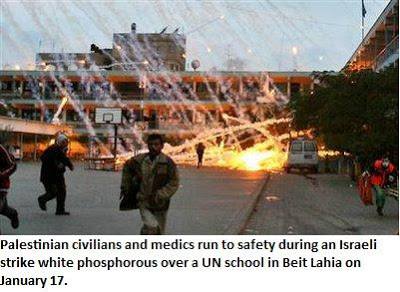 Palestinian civilians and medics run to safety during an Israeli
strike white phosphorous over a UN school in Beit Lahia on
January 17.